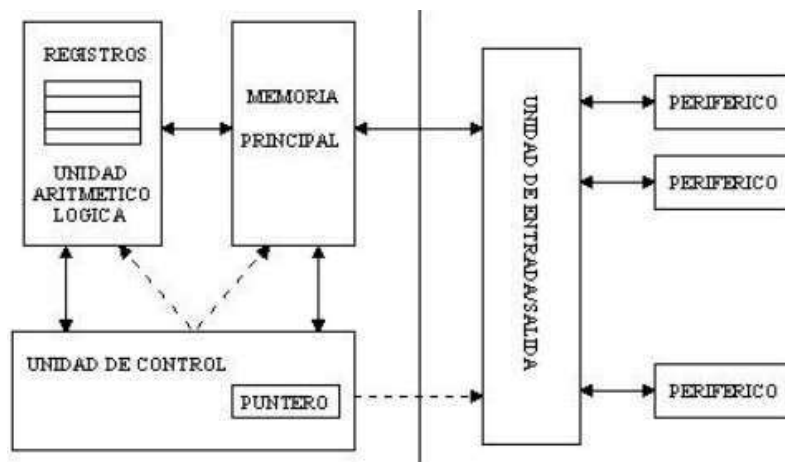 REGISTROS
UNIDAD
ARITMETICO
LOGICA
MEMORIA
PRINCIPAL
UNIDAD DE CONTROL
PUNTERO
UNIDAD DE ENTRADA/SALIDA
PERIFERICO
PERIFERICO
PERIFERICO